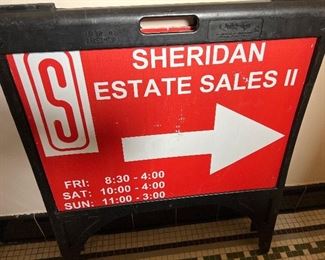 SHERIDAN
ESTATE SALES II
S
FRI: 8:30-4:00
SAT: 10:00-4:00
SUN: 11:00-3:00